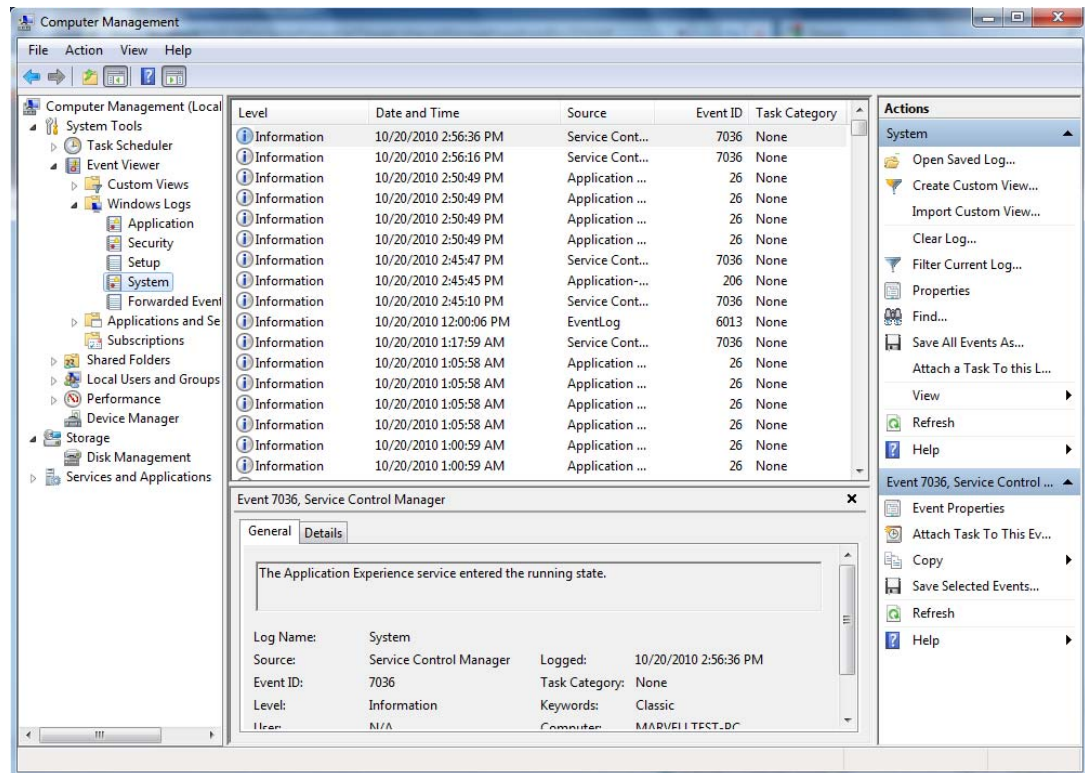 Computer Management
File Action View Help
Computer Management (Local
System Tools
Task Scheduler
Event Viewer
Custom Views
Windows Logs
Application
Security
Setup
System
Forwarded Event
Applications and Se
Subscriptions
Shared Folders
Local Users and Groups
Performance
Device Manager
Storage
Disk Management
Services and Applications
Level Date and Time Source Event ID Task Category
Information 10/20/2010 2:56:36 PM Service Cont... 7036 None
Information 10/20/2010 2:56:16 PM Service Cont... 7036 None
Information 10/20/2010 2:50:49 PM Application ... 26 None
Information 10/20/2010 2:50:49 PM Application ... 26 None
Information 10/20/2010 2:50:49 PM Application ... 26 None
Information 10/20/2010 2:50:49 PM Application ... 26 None
Information 10/20/2010 2:45:47 PM Service Cont... 7036 None
Information 10/20/2010 2:45:45 PM Application-... 206 None
Information 10/20/2010 2:45:10 PM Service Cont... 7036 None
Information 10/20/2010 12:00:06 PM EventLog 6013 None
Information 10/20/2010 1:17:59 AM Service Cont... 7036 None
Information 10/20/2010 1:05:58 AM Application ... 26 None
Information 10/20/2010 1:05:58 AM Application ... 26 None
Information 10/20/2010 1:05:58 AM Application ... 26 None
Information 10/20/2010 1:05:58 AM Application ... 26 None
Information 10/20/2010 1:00:59 AM Application ... 26 None
Information 10/20/2010 1:00:59 AM Application ... 26 None
Event 7036, Service Control Manager
General Details
The Application Experience service entered the running state.
Log Name: System
Source: Service Control Manager Logged: 10/20/2010 2:56:36 PM
Event ID: 7036 Task Category: None
Level: Information Keywords: Classic
User: N/A Computer: MARVELLTEST-PC
Actions
System
Open Saved Log...
Create Custom View...
Import Custom View...
Clear Log...
Filter Current Log...
Properties
Find...
Save All Events As...
Attach a Task To this L...
View
Refresh
Help
Event 7036, Service Control ...
Event Properties
Attach Task To This Ev...
Copy
Save Selected Events...
Refresh
Help